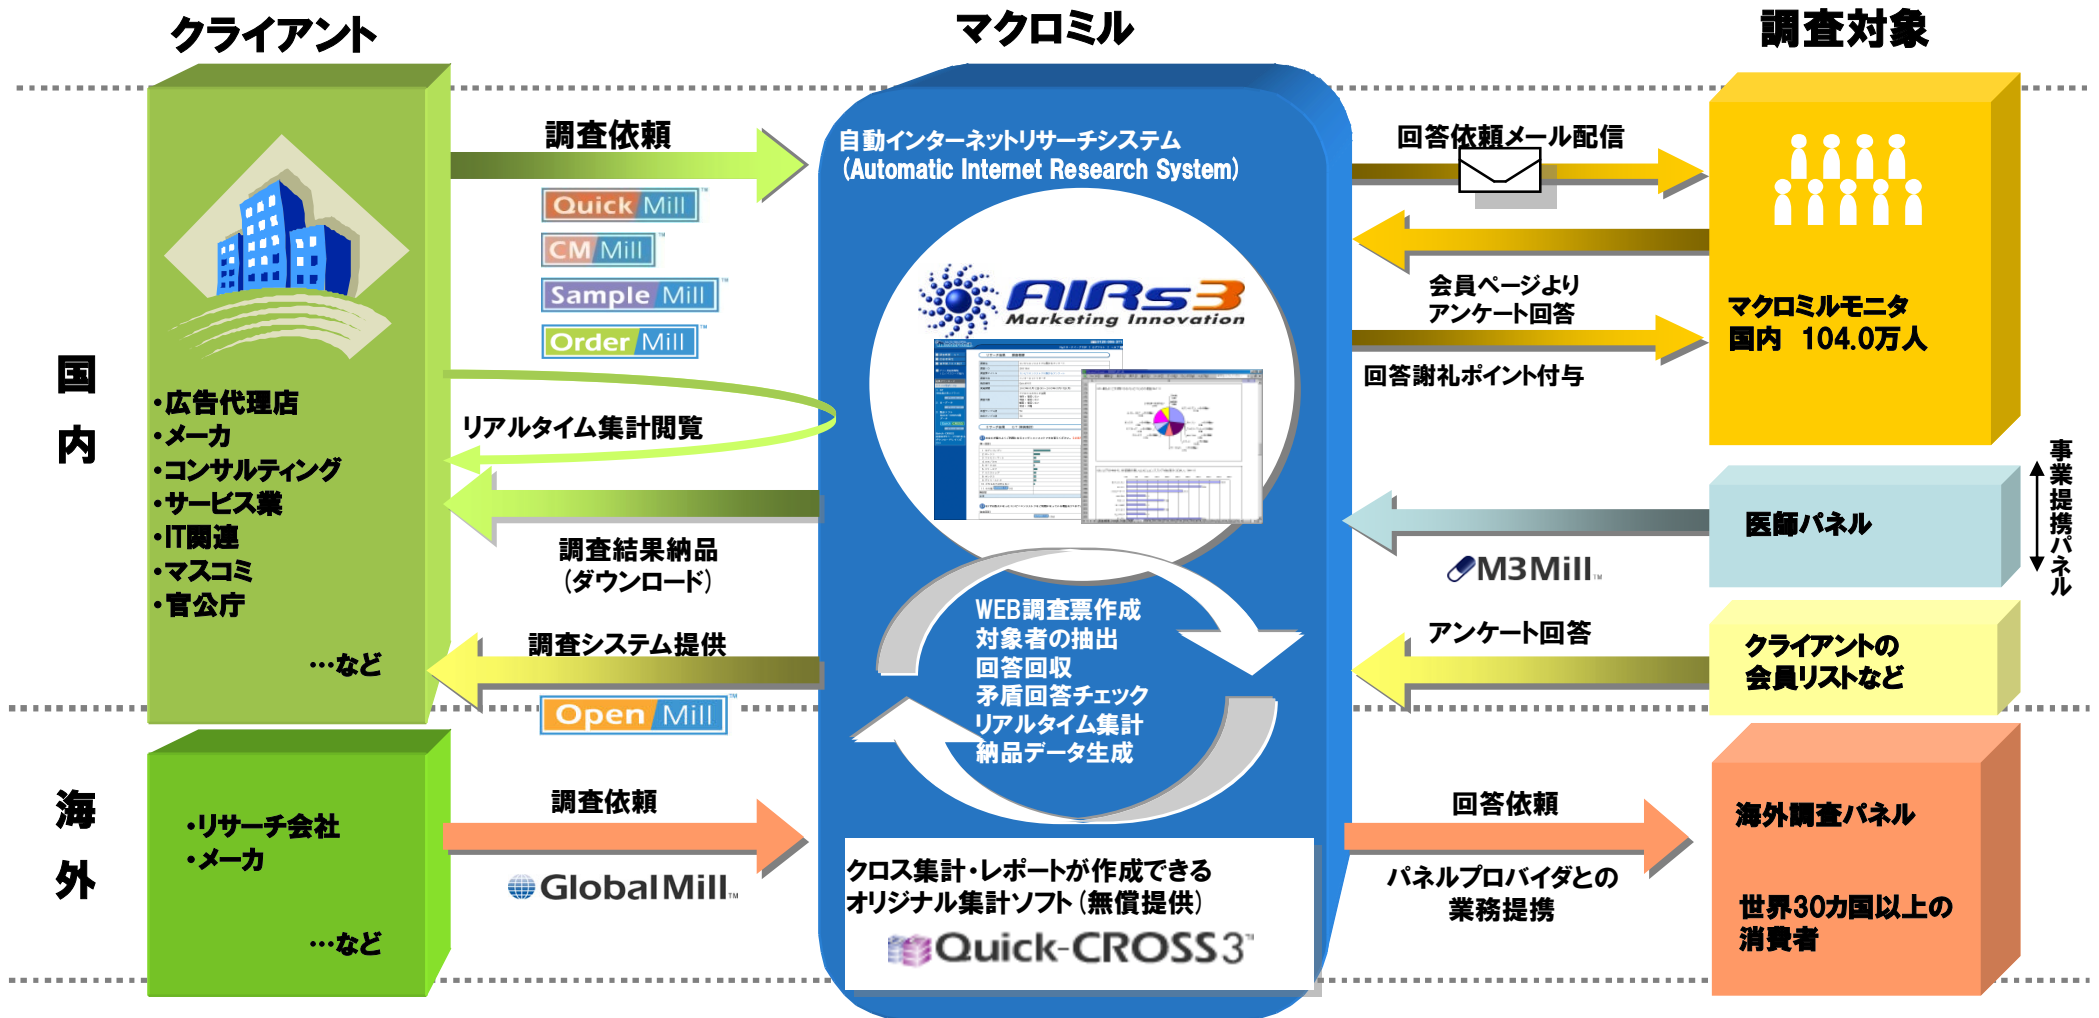 クライアント
マクロミル
調査対象
国内
・広告代理店
・メーカ
・コンサルティング
・サービス業
・IT関連
・マスコミ
・官公庁
…など
調査依頼
Quick Mill™
CM Mill™
Sample Mill™
Order Mill™
リアルタイム集計閲覧
調査結果納品
(ダウンロード)
調査システム提供
Open Mill™
自動インターネットリサーチシステム
(Automatic Internet Research System)
AIRs3
Marketing Innovation
WEB調査票作成
対象者の抽出
回答回収
矛盾回答チェック
リアルタイム集計
納品データ生成
回答依頼メール配信
会員ページより
アンケート回答
回答謝礼ポイント付与
マクロミルモニタ
国内 104.0万人
医師パネル
M3Mill™
事業提携パネル
アンケート回答
クライアントの
会員リストなど
海外
・リサーチ会社
・メーカ
…など
調査依頼
GlobalMill™
クロス集計・レポートが作成できる
オリジナル集計ソフト(無償提供)
Quick-CROSS3™
回答依頼
パネルプロバイダとの
業務提携
海外調査パネル
世界30カ国以上の
消費者